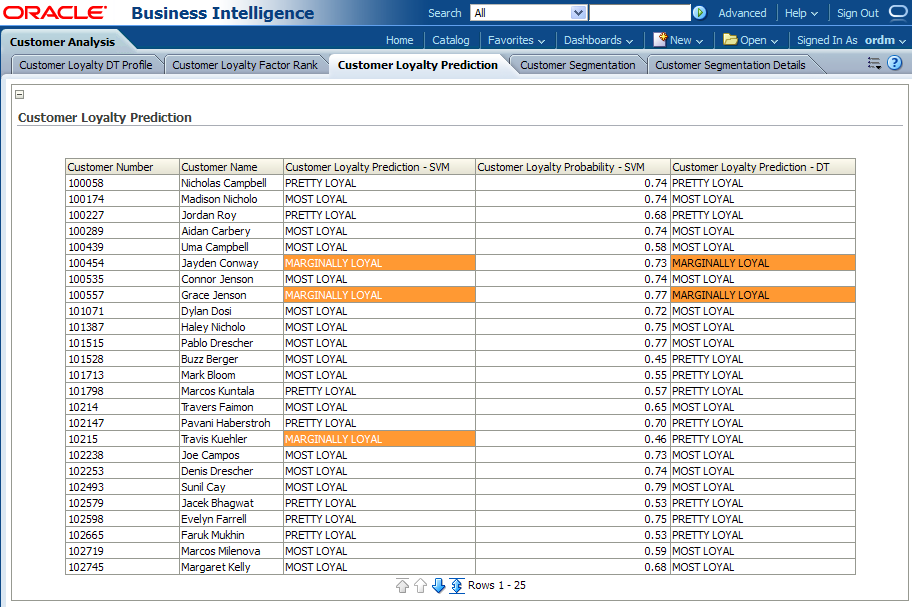 ORACLE Business Intelligence Search All Advanced Help Sign Out
Customer Analysis Home Catalog Favorites Dashboards New Open Signed In As ordm
Customer Loyalty DT Profile Customer Loyalty Factor Rank Customer Loyalty Prediction Customer Segmentation Customer Segmentation Details
Customer Loyalty Prediction
Customer Number Customer Name Customer Loyalty Prediction - SVM Customer Loyalty Probability - SVM Customer Loyalty Prediction - DT
100058 Nicholas Campbell PRETTY LOYAL 0.74 PRETTY LOYAL
100174 Madison Nicholo MOST LOYAL 0.74 MOST LOYAL
100227 Jordan Roy PRETTY LOYAL 0.68 PRETTY LOYAL
100289 Aidan Carbery MOST LOYAL 0.74 MOST LOYAL
100439 Uma Campbell MOST LOYAL 0.58 MOST LOYAL
100454 Jayden Conway MARGINALLY LOYAL 0.73 MARGINALLY LOYAL
100535 Connor Jenson MOST LOYAL 0.74 MOST LOYAL
100557 Grace Jenson MARGINALLY LOYAL 0.77 MARGINALLY LOYAL
101071 Dylan Dosi MOST LOYAL 0.72 MOST LOYAL
101387 Haley Nicholo MOST LOYAL 0.75 MOST LOYAL
101515 Pablo Drescher MOST LOYAL 0.77 MOST LOYAL
101528 Buzz Berger MOST LOYAL 0.45 PRETTY LOYAL
101713 Mark Bloom MOST LOYAL 0.55 PRETTY LOYAL
101798 Marcos Kuntala PRETTY LOYAL 0.57 PRETTY LOYAL
10214 Travers Faimon MOST LOYAL 0.65 MOST LOYAL
102147 Pavani Haberstroh PRETTY LOYAL 0.70 PRETTY LOYAL
10215 Travis Kuehler MARGINALLY LOYAL 0.46 PRETTY LOYAL
102238 Joe Campos MOST LOYAL 0.73 MOST LOYAL
102253 Denis Drescher MOST LOYAL 0.74 MOST LOYAL
102493 Sunil Cay MOST LOYAL 0.79 MOST LOYAL
102579 Jacek Bhagwat PRETTY LOYAL 0.53 PRETTY LOYAL
102598 Evelyn Farrell PRETTY LOYAL 0.75 PRETTY LOYAL
102665 Faruk Mukhin PRETTY LOYAL 0.53 PRETTY LOYAL
102719 Marcos Milenova MOST LOYAL 0.59 MOST LOYAL
102745 Margaret Kelly MOST LOYAL 0.68 MOST LOYAL
Rows 1 - 25